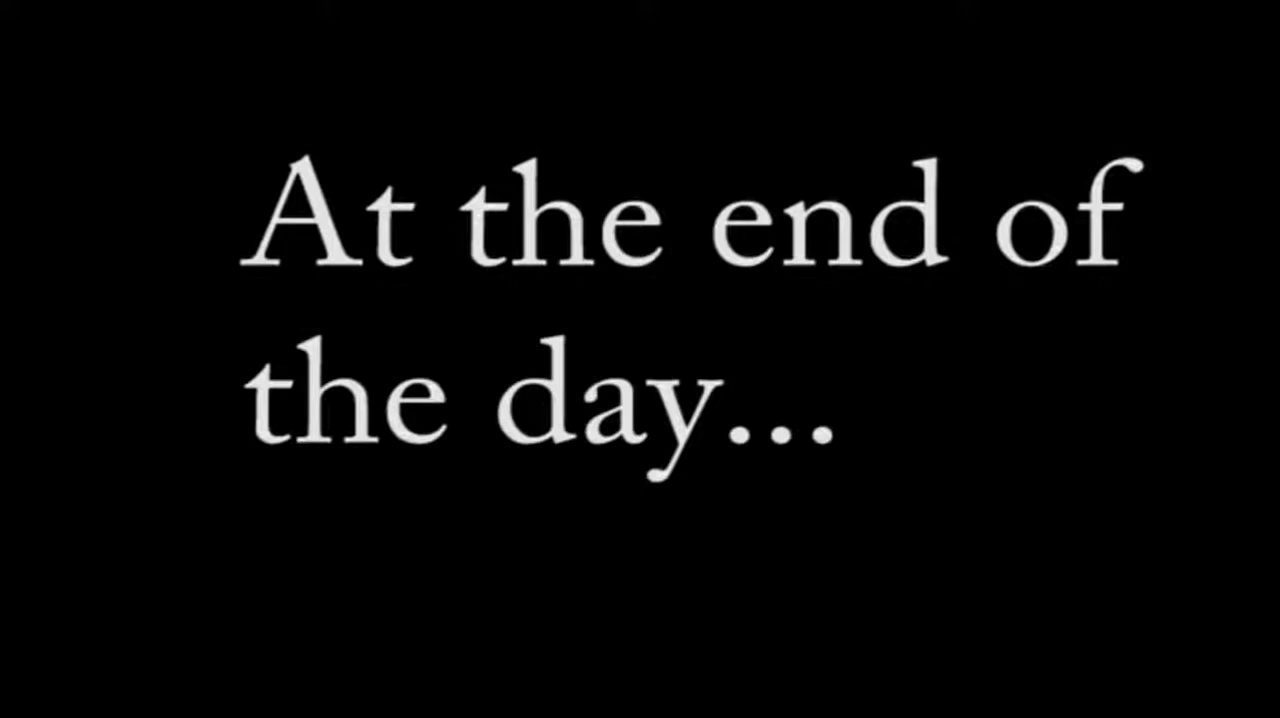 At the end of
the day...